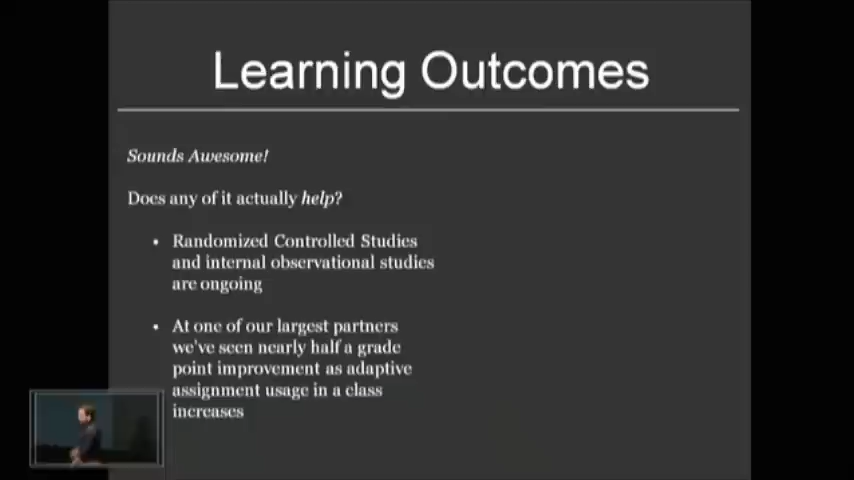 Learning Outcomes
Sounds Awesome!
Does any of it actually help?
• Randomized Controlled Studies
and internal observational studies
are ongoing
• At one of our largest partners
we've seen nearly half a grade
point improvement as adaptive
assignment usage in a class
increases